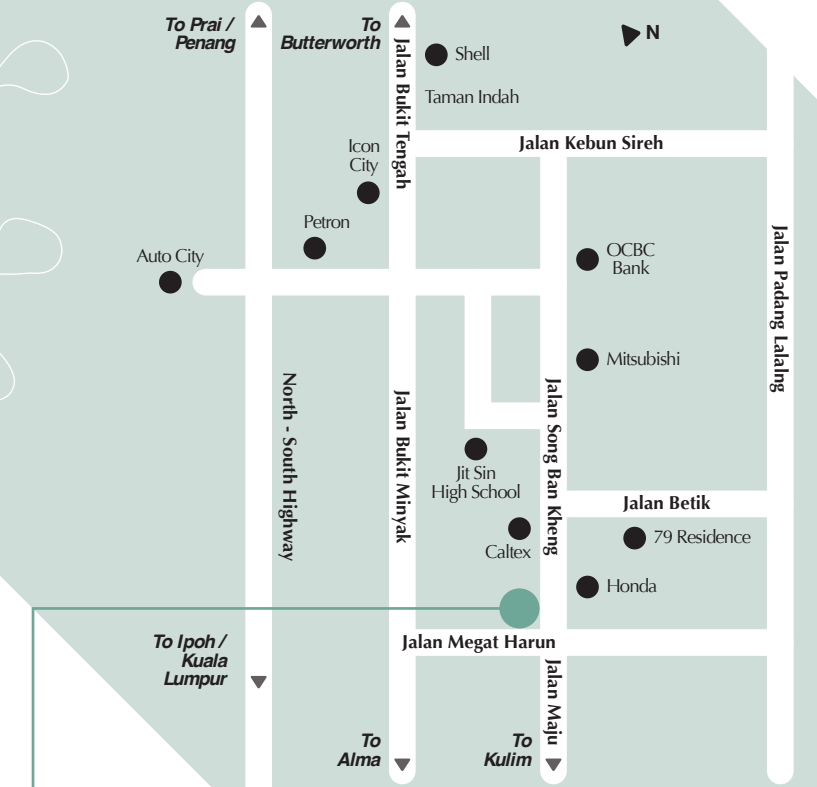 To Prai /
Penang
To
Butterworth
Jalan Bukit Tengah
Shell
N
Taman Indah
Jalan Kebun Sireh
Icon
City
Petron
Auto City
OCBC
Bank
Jalan Padang Lalalng
Mitsubishi
North - South Highway
Jalan Bukit Minyak
Jalan Song Ban Kheng
Jit Sin
High School
Jalan Betik
Caltex
79 Residence
Honda
Jalan Megat Harun
To Ipoh /
Kuala
Lumpur
Jalan Maju
To
Alma
To
Kulim